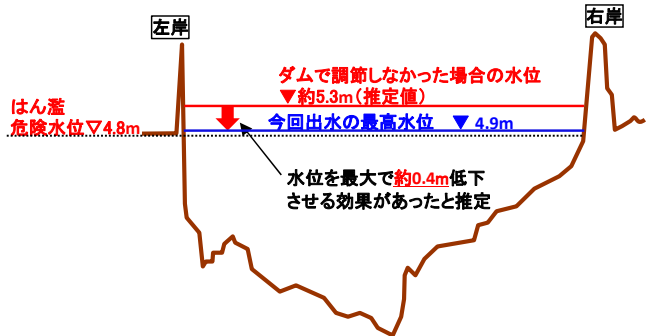 左岸
右岸
ダムで調節しなかった場合の水位
▼約5.3m(推定値)
はん濫
危険水位▽4.8m
今回出水の最高水位 ▼ 4.9m
水位を最大で約0.4m低下
させる効果があったと推定